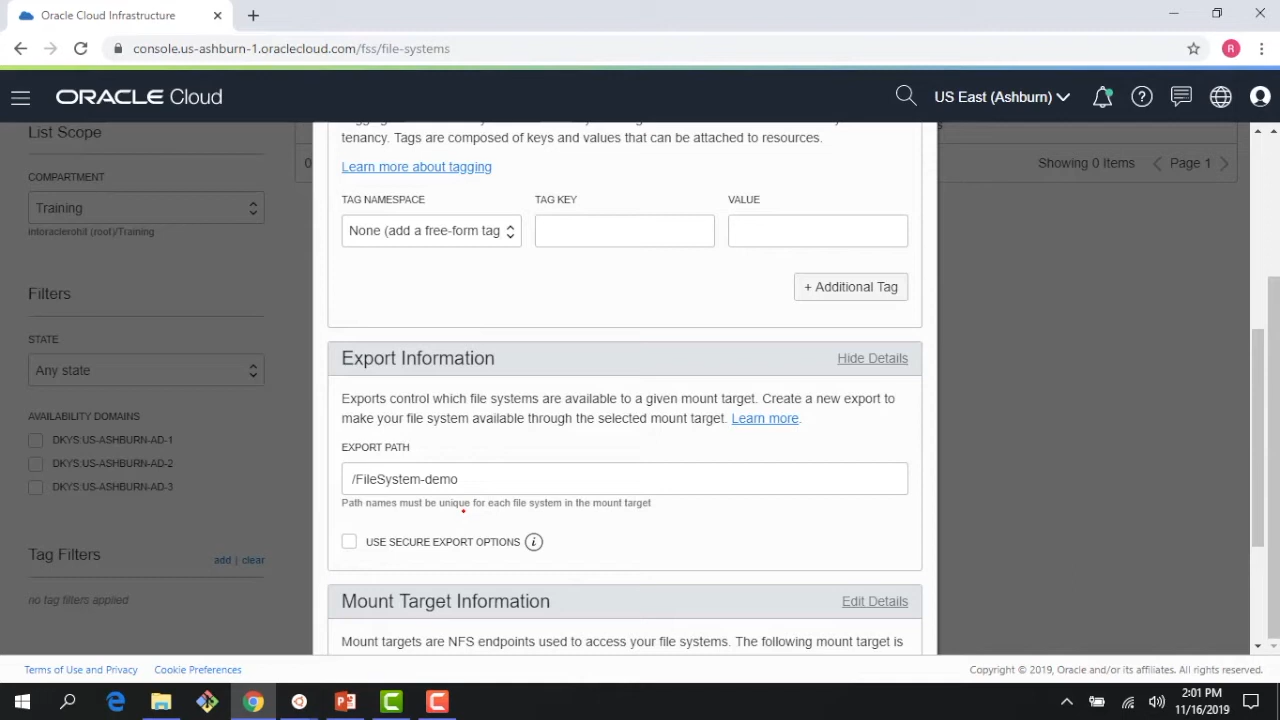 Oracle Cloud Infrastructure
console.us-ashburn-1.oraclecloud.com/fss/file-systems
R
ORACLE Cloud
US East (Ashburn)
List Scope
COMPARTMENT
Training
intoraclerohit (root)/Training
Filters
STATE
Any state
AVAILABILITY DOMAINS
DKYS:US-ASHBURN-AD-1
DKYS:US-ASHBURN-AD-2
DKYS:US-ASHBURN-AD-3
Tag Filters
add | clear
no tag filters applied
tenancy. Tags are composed of keys and values that can be attached to resources.
Learn more about tagging
TAG NAMESPACE
TAG KEY
VALUE
None (add a free-form tag
+ Additional Tag
Export Information
Hide Details
Exports control which file systems are available to a given mount target. Create a new export to
make your file system available through the selected mount target. Learn more.
EXPORT PATH
/FileSystem-demo
Path names must be unique for each file system in the mount target
USE SECURE EXPORT OPTIONS
Mount Target Information
Edit Details
Mount targets are NFS endpoints used to access your file systems. The following mount target is
Showing 0 Items
Page 1
Terms of Use and Privacy
Cookie Preferences
Copyright © 2019, Oracle and/or its affiliates. All rights reserved.
2:01 PM
11/16/2019